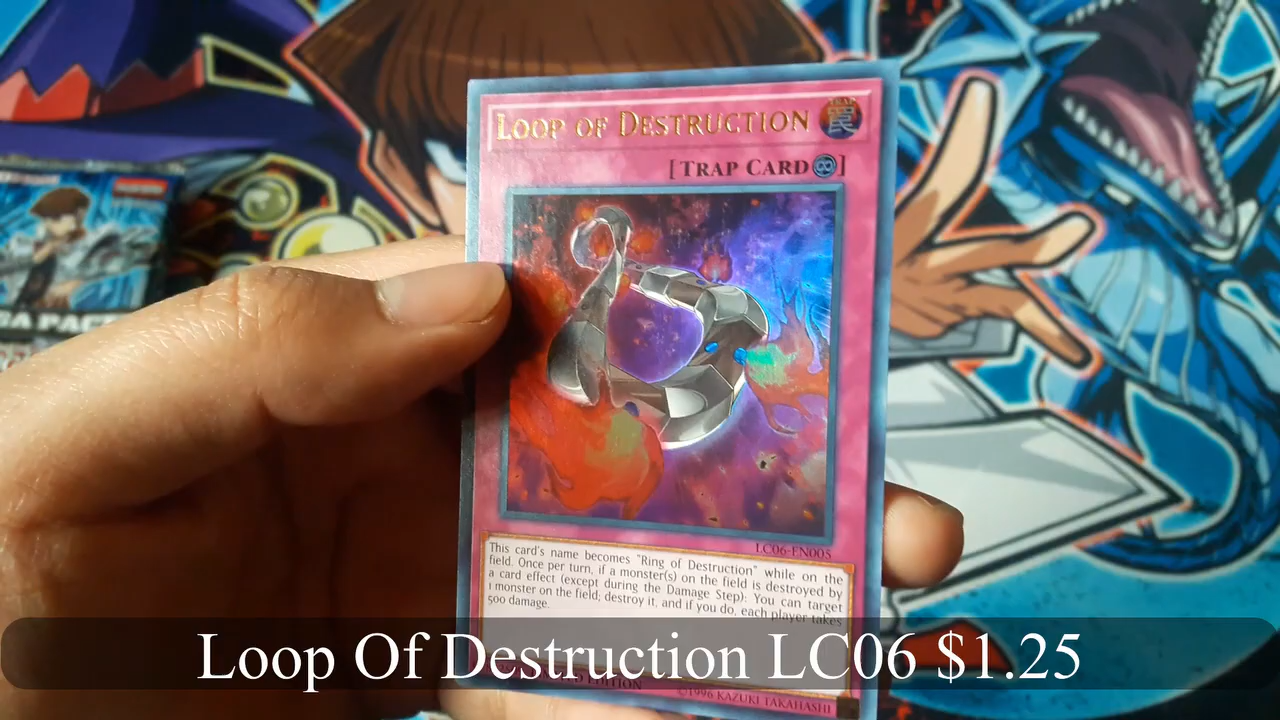 LOOP OF DESTRUCTION
TRAP
罠
[TRAP CARD]
LC06-EN005
This card's name becomes "Ring of Destruction" while on the
field. Once per turn, if a monster(s) on the field is destroyed by
a card effect (except during the Damage Step): You can target
1 monster on the field; destroy it, and if you do, each player takes
500 damage.
Loop Of Destruction LC06 $1.25
EDITION
©1996 KAZUKI TAKAHASHI